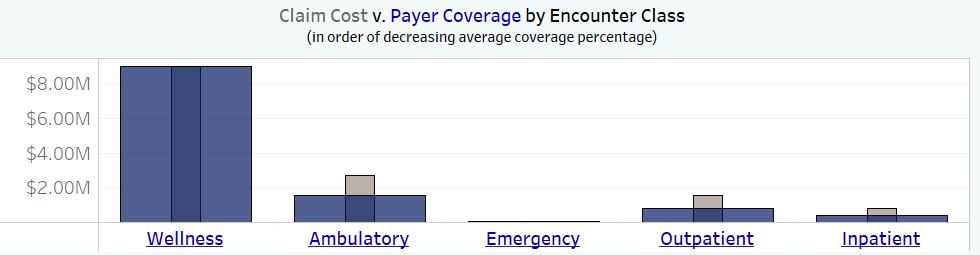 Claim Cost v. Payer Coverage by Encounter Class
(in order of decreasing average coverage percentage)
$8.00M
$6.00M
$4.00M
$2.00M
Wellness Ambulatory Emergency Outpatient Inpatient